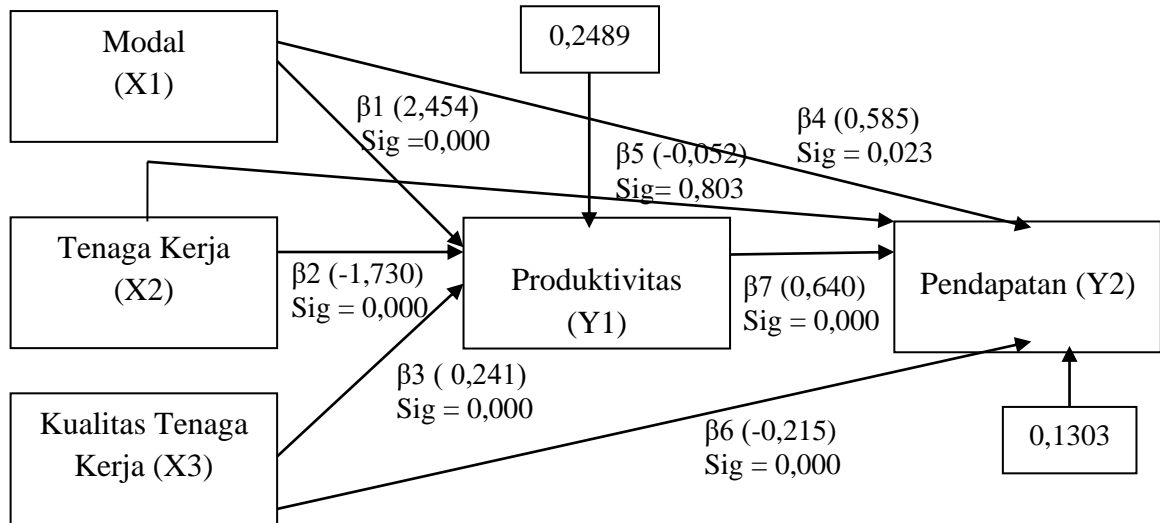 Modal
(X1)
0,2489
β1 (2,454)
Sig =0,000
β4 (0,585)
Sig = 0,023
β5 (-0,052)
Sig= 0,803
Tenaga Kerja
(X2)
β2 (-1,730)
Sig = 0,000
Produktivitas
(Y1)
β7 (0,640)
Sig = 0,000
Pendapatan (Y2)
β3 ( 0,241)
Sig = 0,000
Kualitas Tenaga
Kerja (X3)
β6 (-0,215)
Sig = 0,000
0,1303